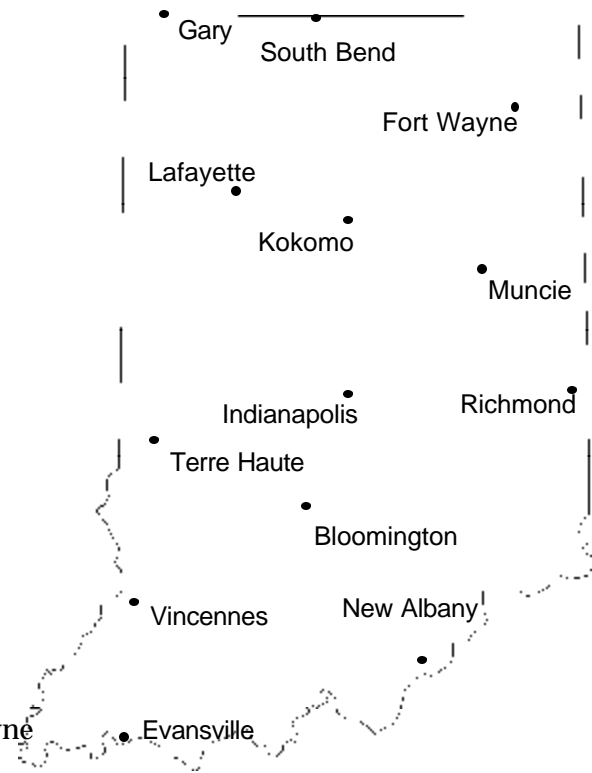 Gary
South Bend
Fort Wayne
Lafayette
Kokomo
Muncie
Indianapolis
Richmond
Terre Haute
Bloomington
Vincennes
New Albany
Evansville